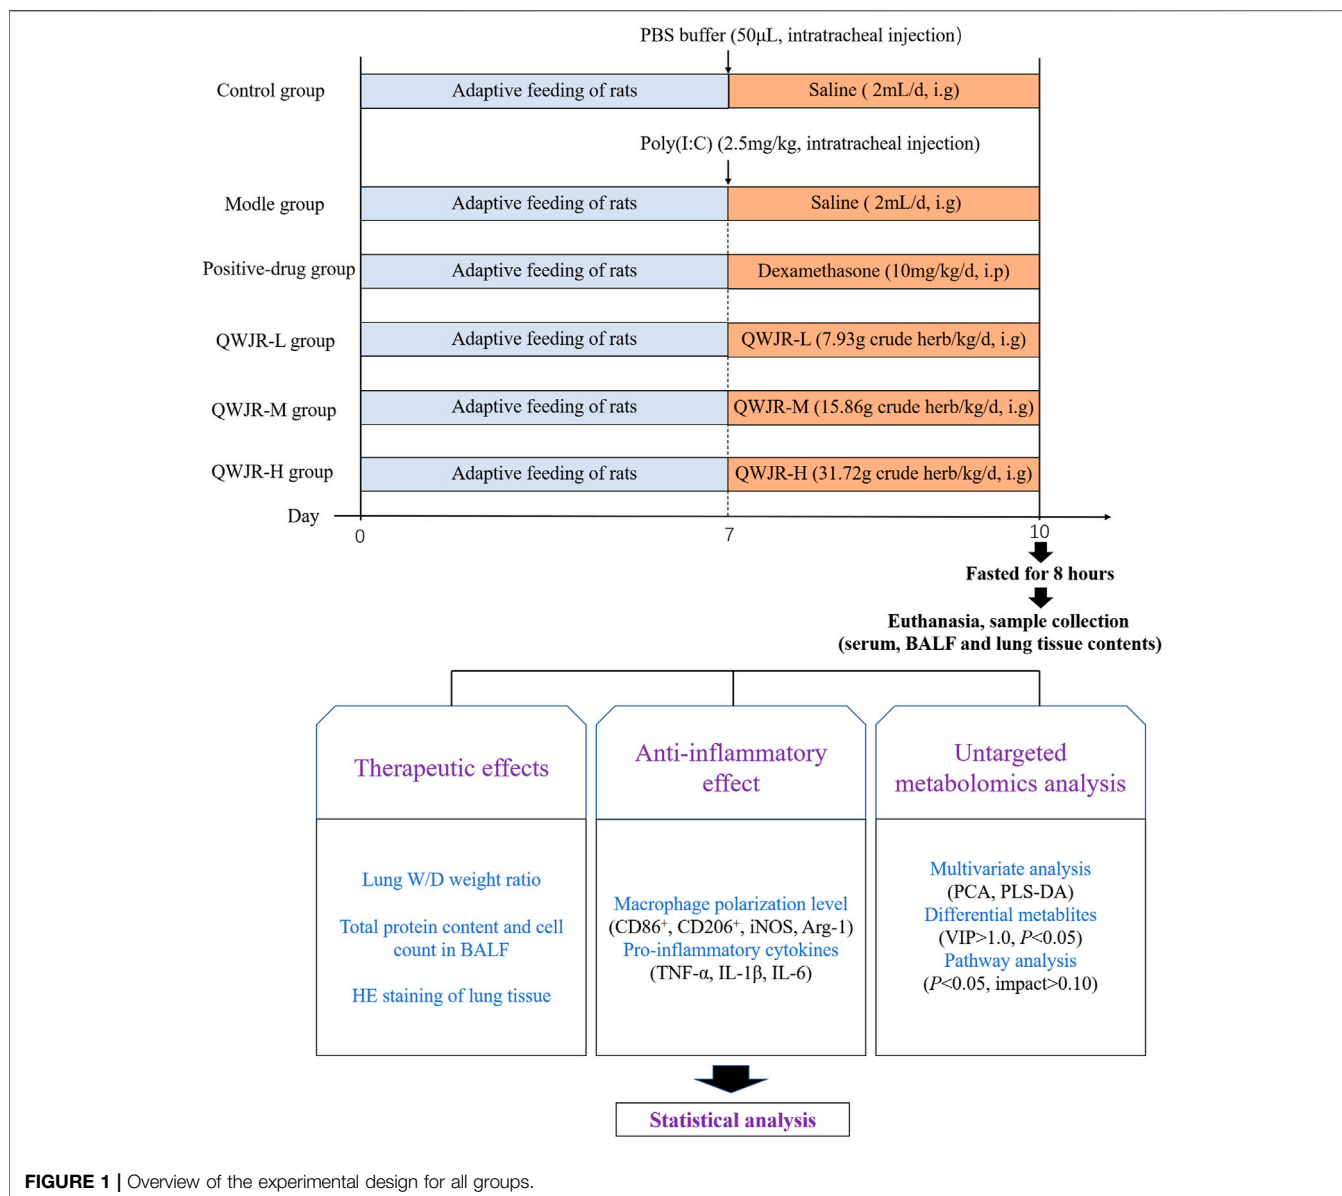 PBS buffer (50μL, intratracheal injection)
Control group
Adaptive feeding of rats
Saline ( 2mL/d, i.g)
Poly(I:C) (2.5mg/kg, intratracheal injection)
Modle group
Adaptive feeding of rats
Saline ( 2mL/d, i.g)
Positive-drug group
Adaptive feeding of rats
Dexamethasone (10mg/kg/d, i.p)
QWJR-L group
Adaptive feeding of rats
QWJR-L (7.93g crude herb/kg/d, i.g)
QWJR-M group
Adaptive feeding of rats
QWJR-M (15.86g crude herb/kg/d, i.g)
QWJR-H group
Adaptive feeding of rats
QWJR-H (31.72g crude herb/kg/d, i.g)
Day
0
7
10
Fasted for 8 hours
Euthanasia, sample collection
(serum, BALF and lung tissue contents)
Therapeutic effects
Lung W/D weight ratio
Total protein content and cell
count in BALF
HE staining of lung tissue
Anti-inflammatory
effect
Macrophage polarization level
(CD86⁺, CD206⁺, iNOS, Arg-1)
Pro-inflammatory cytokines
(TNF-α, IL-1β, IL-6)
Untargeted
metabolomics analysis
Multivariate analysis
(PCA, PLS-DA)
Differential metablites
(VIP>1.0, P<0.05)
Pathway analysis
(P<0.05, impact>0.10)
Statistical analysis
FIGURE 1 | Overview of the experimental design for all groups.